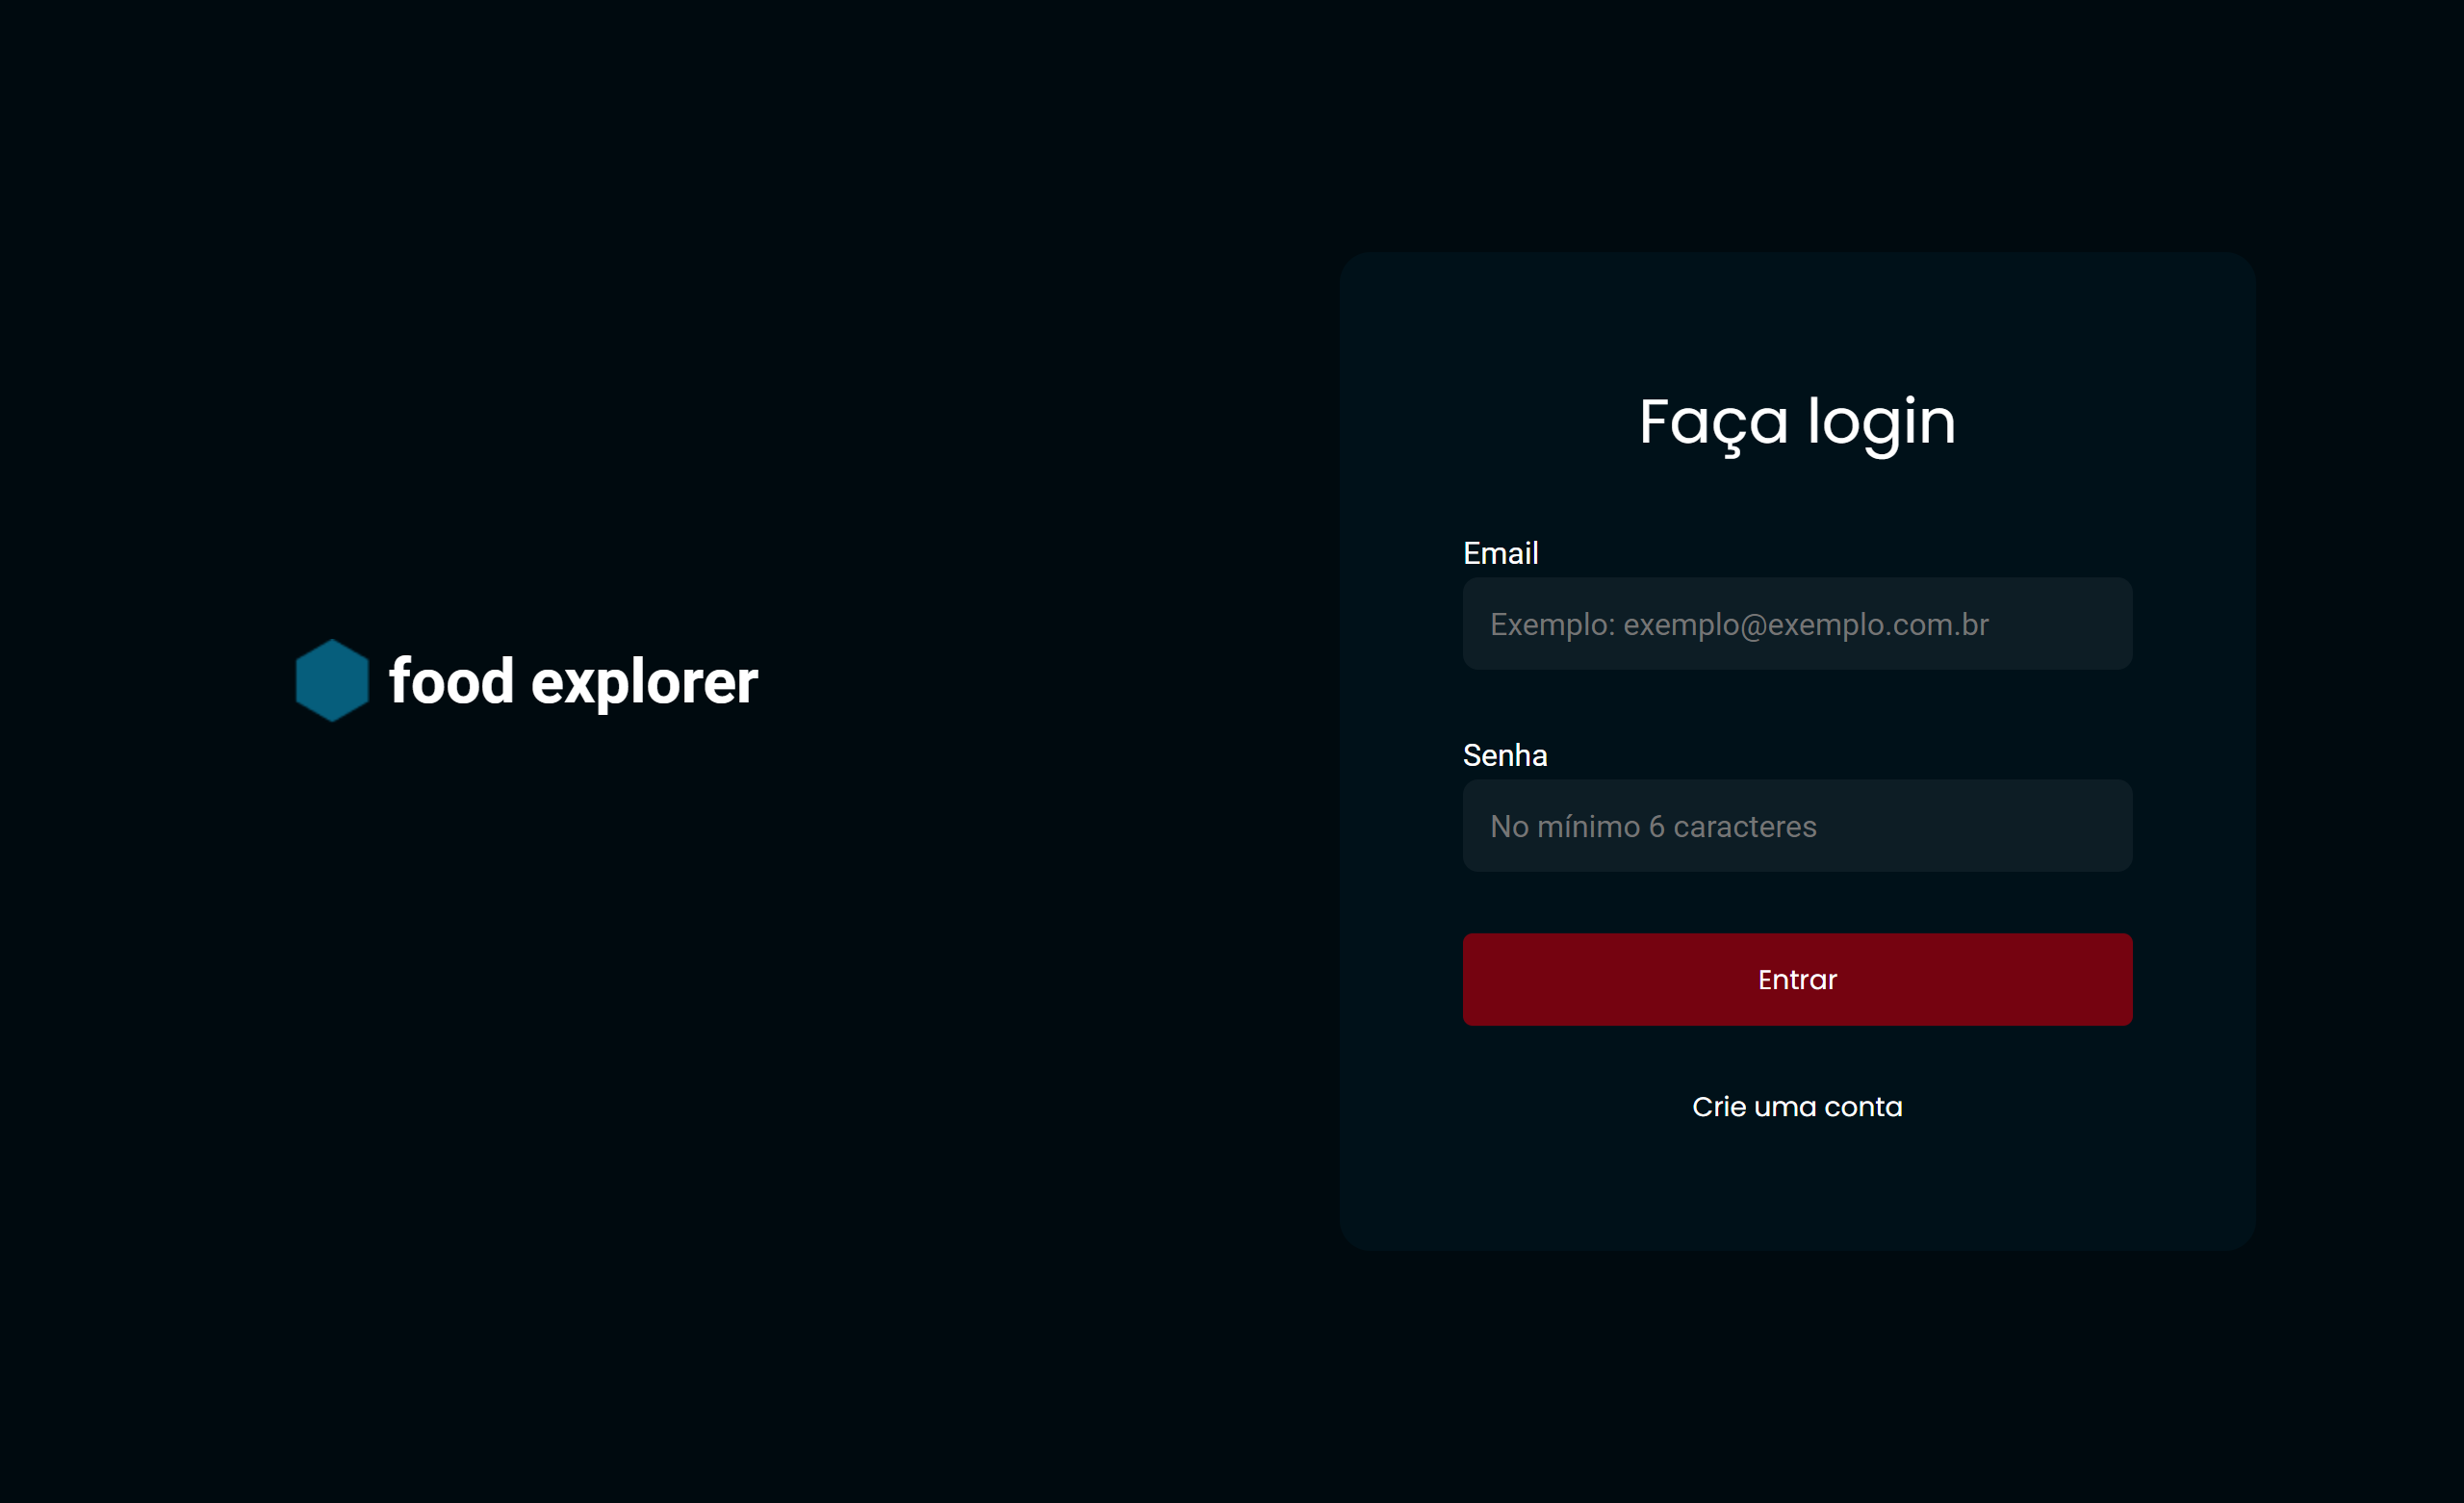 food explorer
Faça login
Email
Exemplo: exemplo@exemplo.com.br
Senha
No mínimo 6 caracteres
Entrar
Crie uma conta